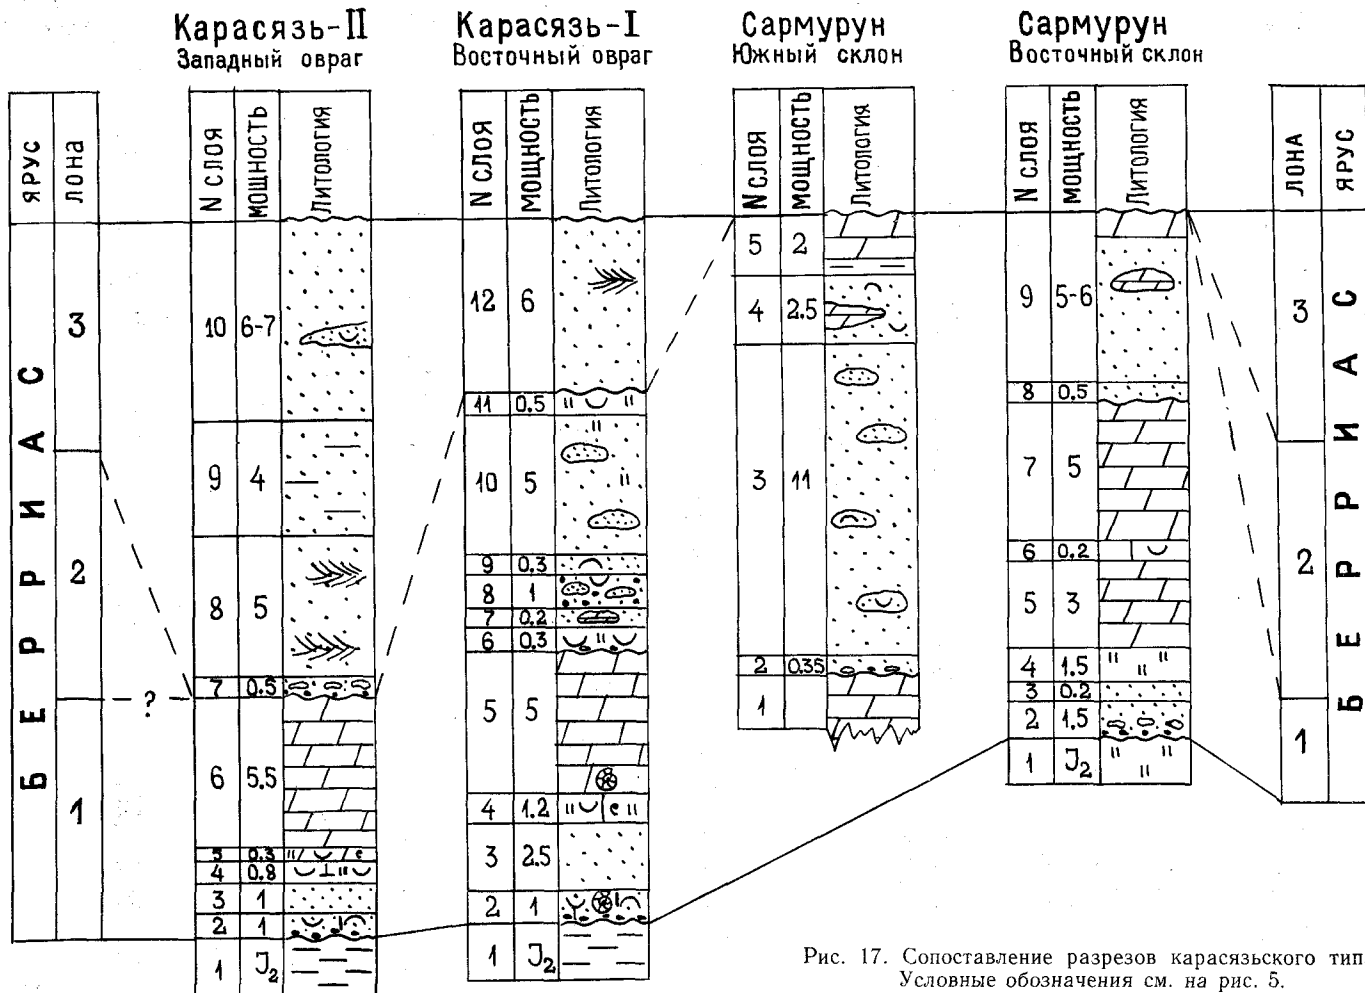 Карасязь-II
Западный овраг
Карасязь-I
Восточный овраг
Сармурун
Южный склон
Сармурун
Восточный склон
ЯРУС
ЛОНА
N СЛОЯ
МОЩНОСТЬ
Литология
N СЛОЯ
МОЩНОСТЬ
Литология
N СЛОЯ
МОЩНОСТЬ
Литология
N СЛОЯ
МОЩНОСТЬ
Литология
ЛОНА
ЯРУС
БЕРРИАС
3
2
1
?
10 6-7
9 4
8 5
7 0.5
6 5.5
5 0.3
4 0.8
3 1
2 1
1 J2
12 6
11 0.5
10 5
9 0.3
8 1
7 0.2
6 0.3
5 5
4 1.2
3 2.5
2 1
1 J2
5 2
4 2.5
3 11
2 0.35
1
9 5-6
8 0.5
7 5
6 0.2
5 3
4 1.5
3 0.2
2 1,5
1 J2
3
2
1
БЕРРИАС
Рис. 17. Сопоставление разрезов карасязьского тип
Условные обозначения см. на рис. 5.